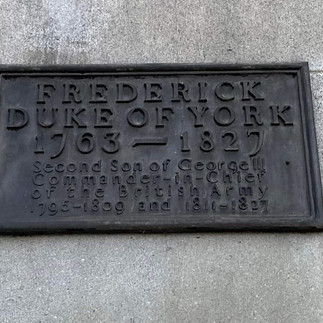 FREDERICK
DUKE OF YORK
1763 — 1827
Second Son of George III
Commander-in-Chief
of the British Army
1795-1809 and 1811-1827